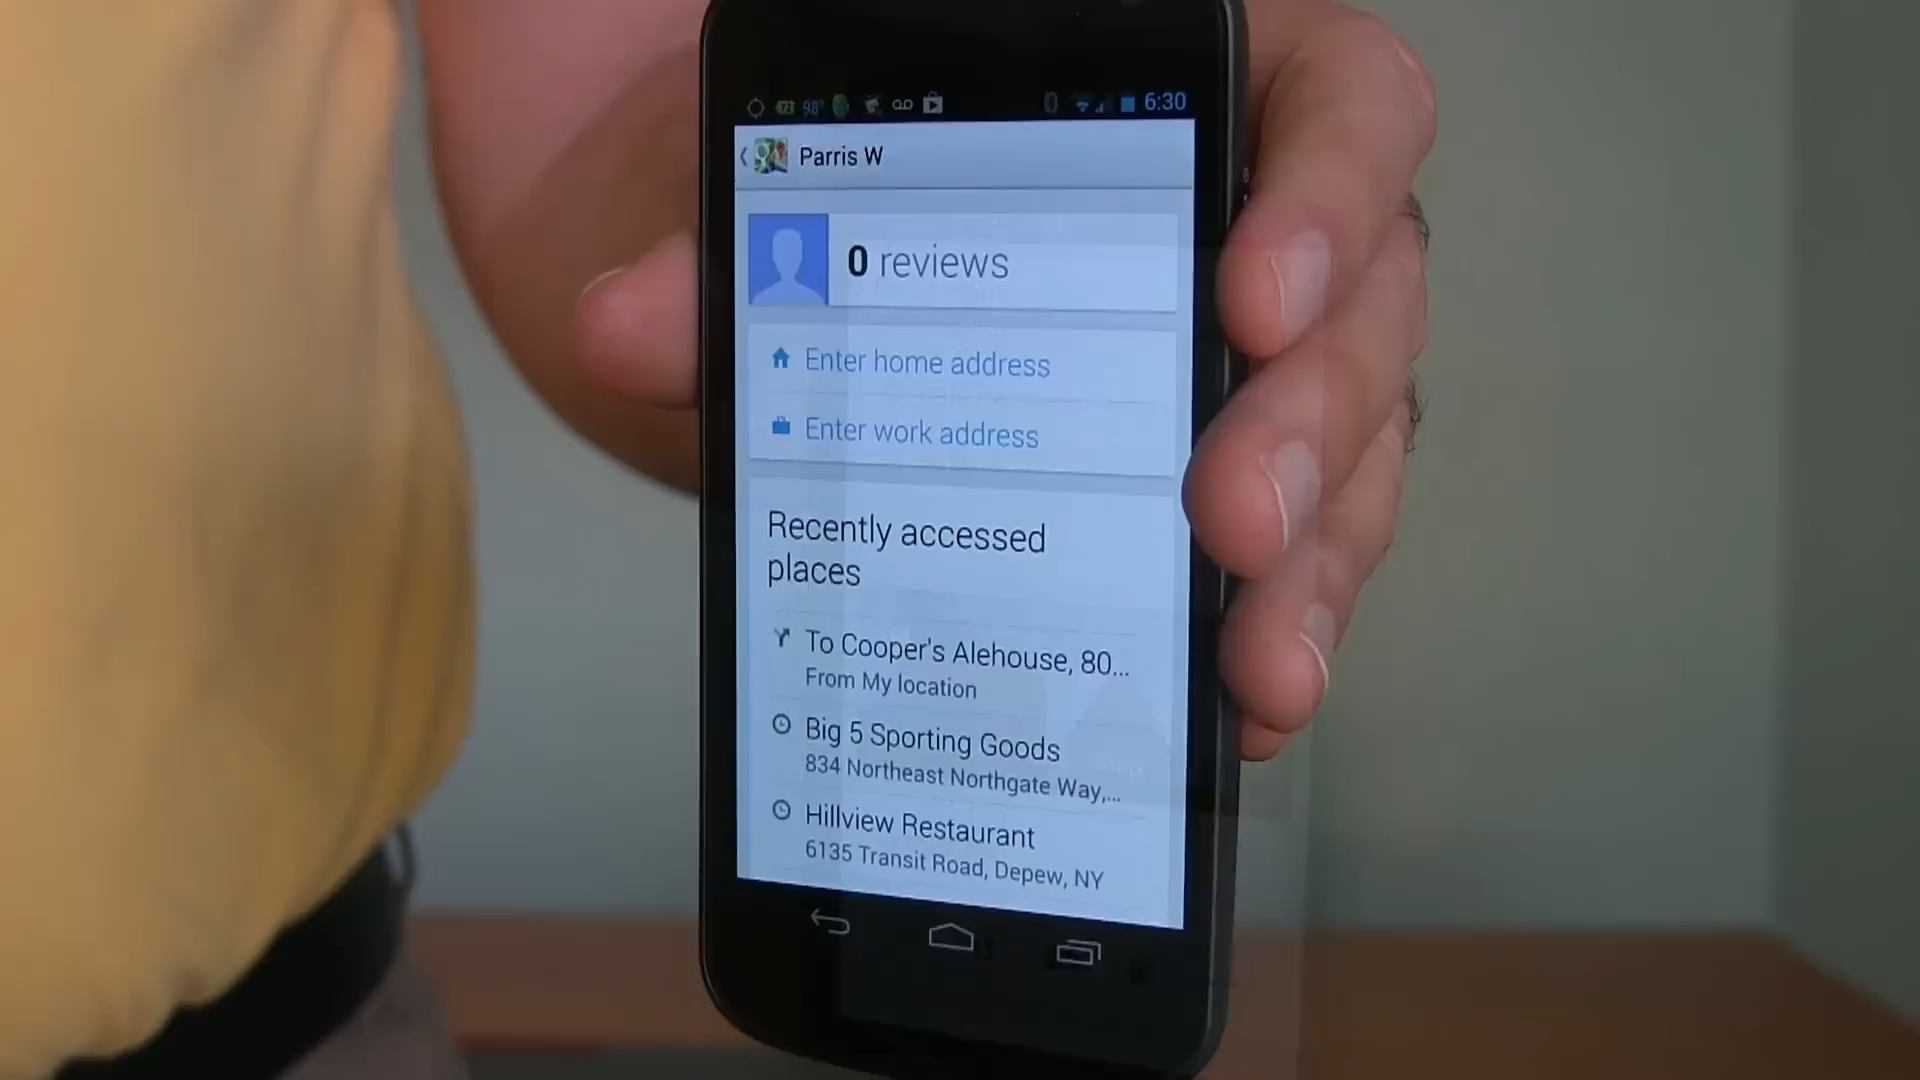 98° 6:30
Parris W
0 reviews
Enter home address
Enter work address
Recently accessed
places
To Cooper's Alehouse, 80...
From My location
Big 5 Sporting Goods
834 Northeast Northgate Way,...
Hillview Restaurant
6135 Transit Road, Depew, NY